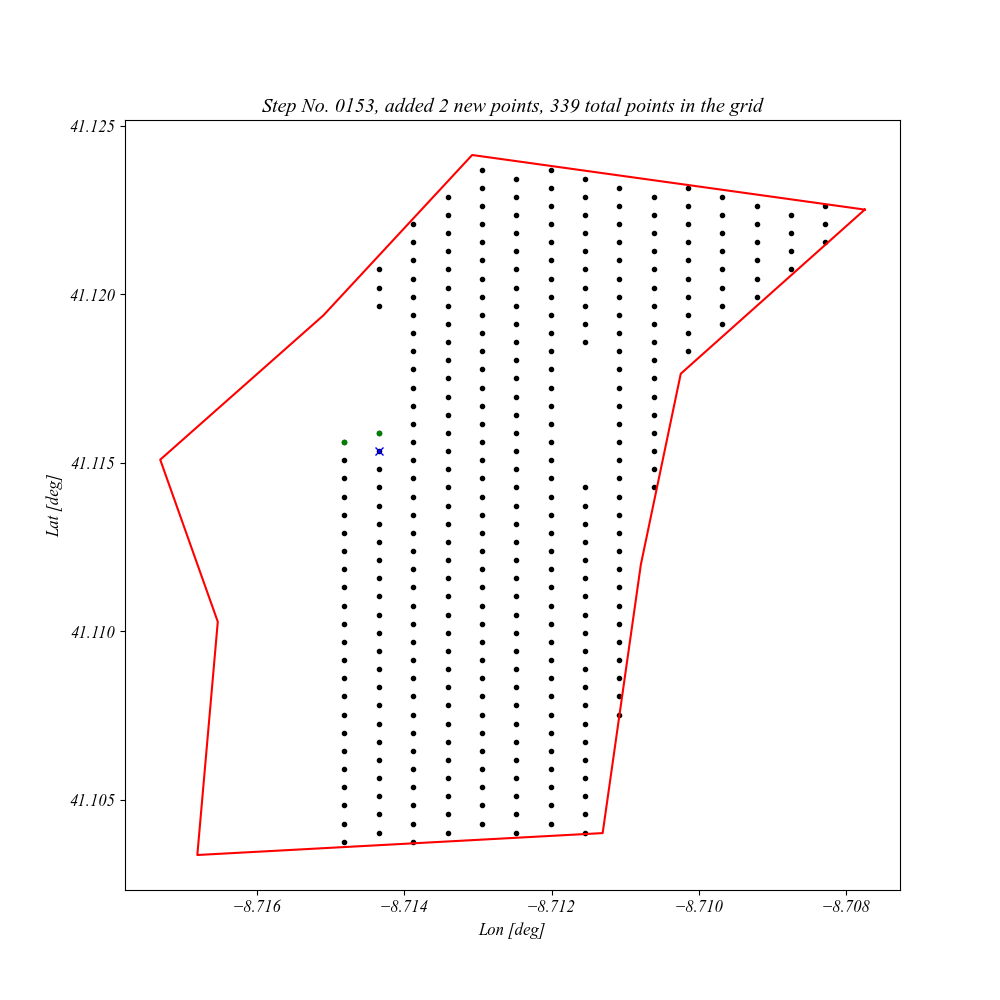 Step No. 0153, added 2 new points, 339 total points in the grid
41.125
41.120
41.115
41.110
41.105
Lat [deg]
−8.716 −8.714 −8.712 −8.710 −8.708
Lon [deg]